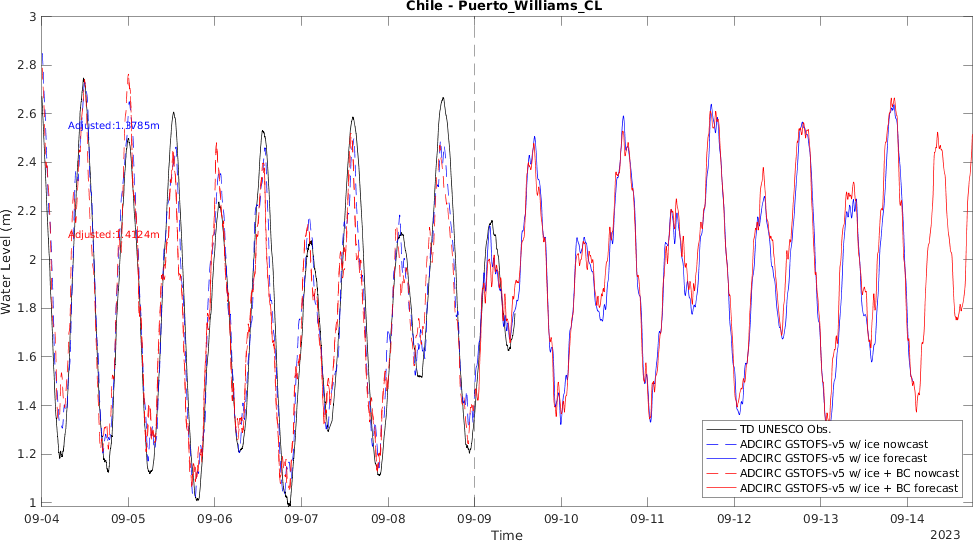 Chile - Puerto_Williams_CL
3
2.8
2.6
2.4
2.2
2
1.8
1.6
1.4
1.2
1
Water Level (m)
Adjusted:1.3785m
Adjusted:1.4124m
TD UNESCO Obs.
ADCIRC GSTOFS-v5 w/ ice nowcast
ADCIRC GSTOFS-v5 w/ ice forecast
ADCIRC GSTOFS-v5 w/ ice + BC nowcast
ADCIRC GSTOFS-v5 w/ ice + BC forecast
09-04 09-05 09-06 09-07 09-08 09-09 09-10 09-11 09-12 09-13 09-14
Time
2023